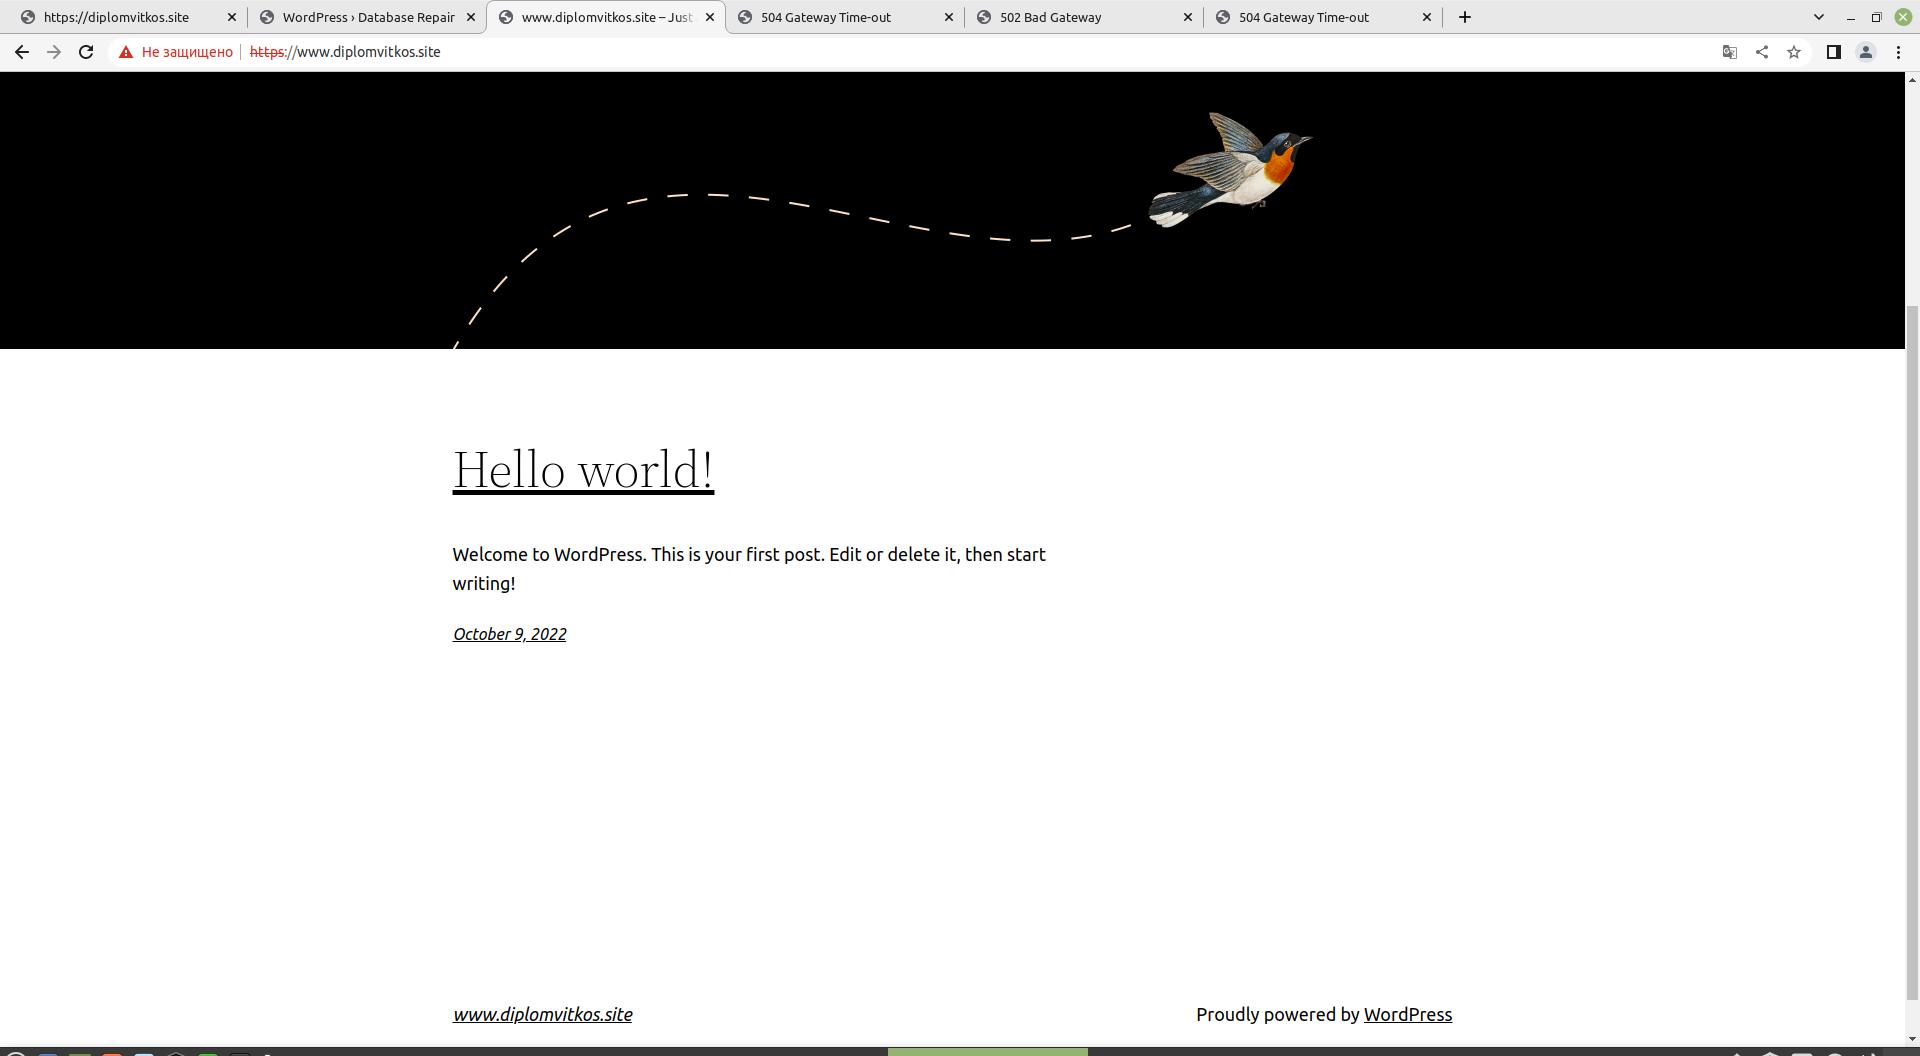 https://diplomvitkos.site
WordPress › Database Repair
www.diplomvitkos.site – Just
504 Gateway Time-out
502 Bad Gateway
504 Gateway Time-out
Не защищено https://www.diplomvitkos.site
Hello world!
Welcome to WordPress. This is your first post. Edit or delete it, then start
writing!
October 9, 2022
www.diplomvitkos.site
Proudly powered by WordPress